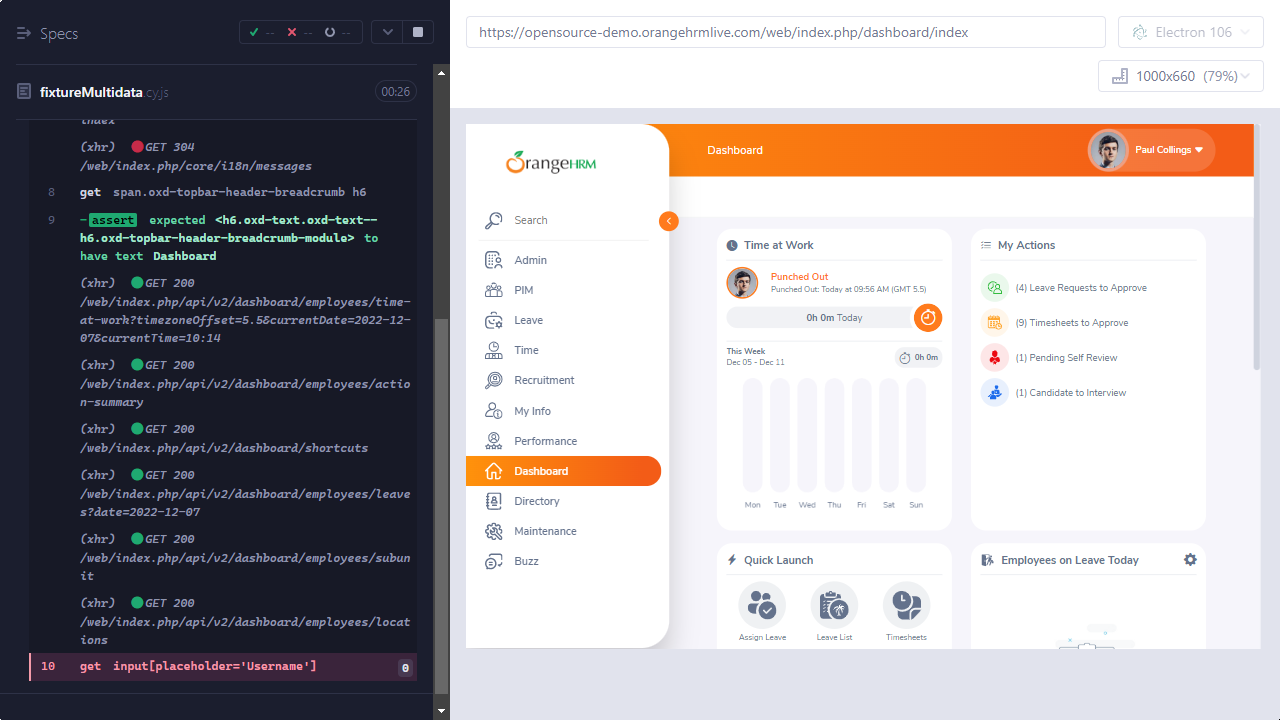 Specs
-- -- --
fixtureMultidata.cy.js
00:26
index
(xhr) GET 304
/web/index.php/core/i18n/messages
8 get span.oxd-topbar-header-breadcrumb h6
9 -assert expected <h6.oxd-text.oxd-text--
h6.oxd-topbar-header-breadcrumb-module> to
have text Dashboard
(xhr) GET 200
/web/index.php/api/v2/dashboard/employees/time-
at-work?timezoneOffset=5.5&currentDate=2022-12-
07&currentTime=10:14
(xhr) GET 200
/web/index.php/api/v2/dashboard/employees/actio
n-summary
(xhr) GET 200
/web/index.php/api/v2/dashboard/shortcuts
(xhr) GET 200
/web/index.php/api/v2/dashboard/employees/leave
s?date=2022-12-07
(xhr) GET 200
/web/index.php/api/v2/dashboard/employees/subun
it
(xhr) GET 200
/web/index.php/api/v2/dashboard/employees/locat
ions
10 get input[placeholder='Username'] 0
https://opensource-demo.orangehrmlive.com/web/index.php/dashboard/index
Electron 106
1000x660 (79%)
OrangeHRM
Search
Admin
PIM
Leave
Time
Recruitment
My Info
Performance
Dashboard
Directory
Maintenance
Buzz
Dashboard
Paul Collings
Time at Work
Punched Out
Punched Out: Today at 09:56 AM (GMT 5.5)
0h 0m Today
This Week
Dec 05 - Dec 11
0h 0m
Mon Tue Wed Thu Fri Sat Sun
My Actions
(4) Leave Requests to Approve
(9) Timesheets to Approve
(1) Pending Self Review
(1) Candidate to Interview
Quick Launch
Assign Leave Leave List Timesheets
Employees on Leave Today